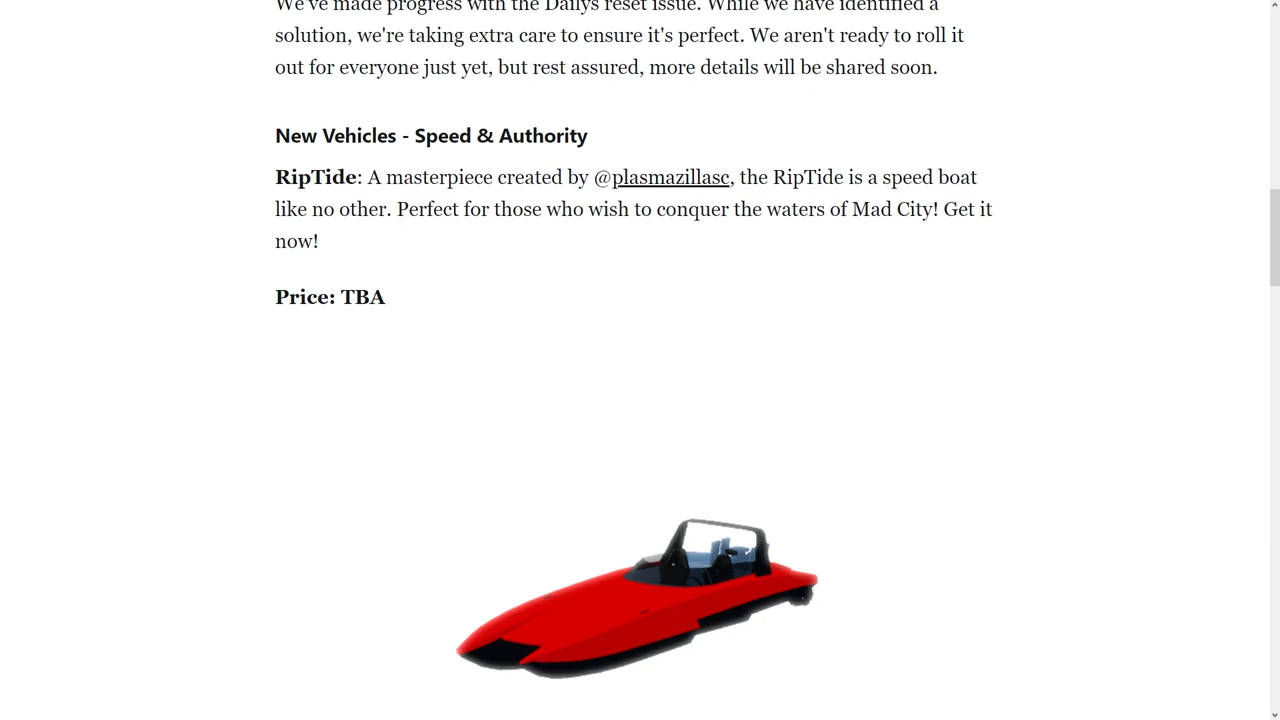 We've made progress with the Dailys reset issue. While we have identified a
solution, we're taking extra care to ensure it's perfect. We aren't ready to roll it
out for everyone just yet, but rest assured, more details will be shared soon.
New Vehicles - Speed & Authority
RipTide: A masterpiece created by @plasmazillasc, the RipTide is a speed boat
like no other. Perfect for those who wish to conquer the waters of Mad City! Get it
now!
Price: TBA